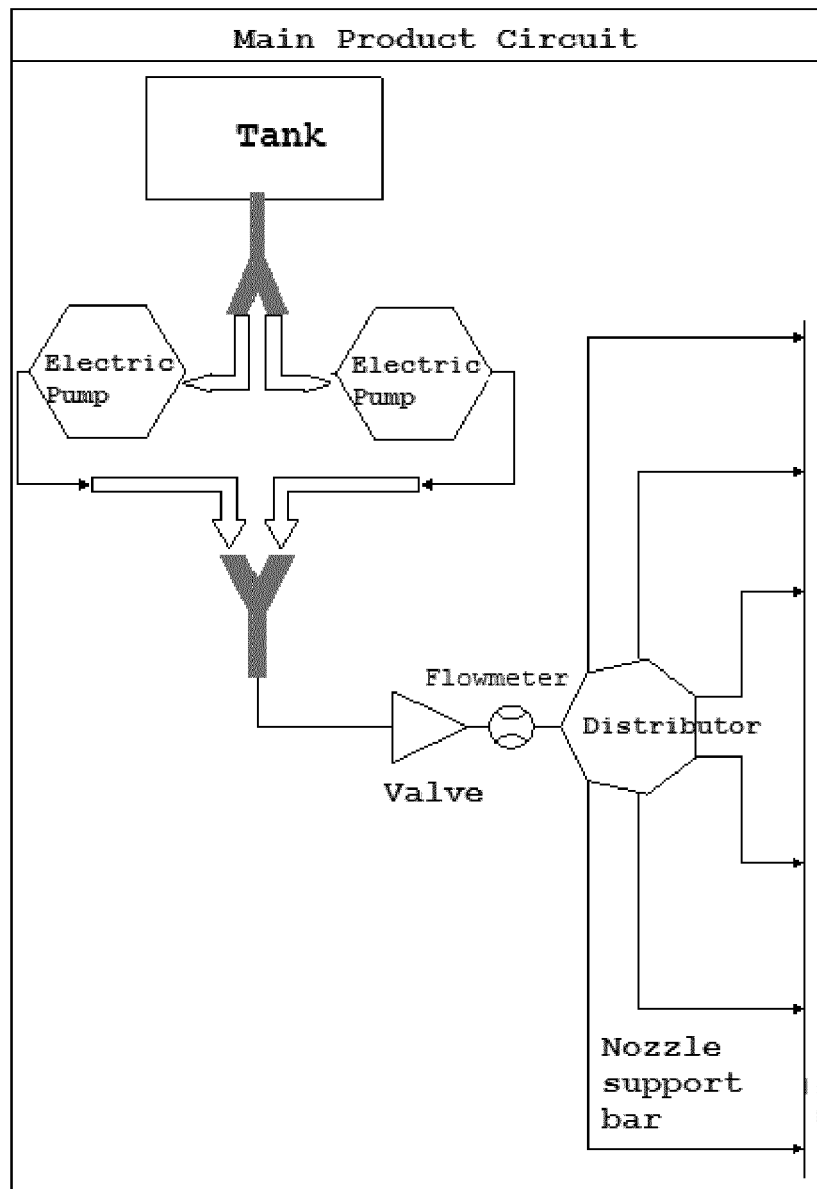 Main Product Circuit
Tank
Electric
Pump
Electric
Pump
Flowmeter
Distributor
Valve
Nozzle
support
bar